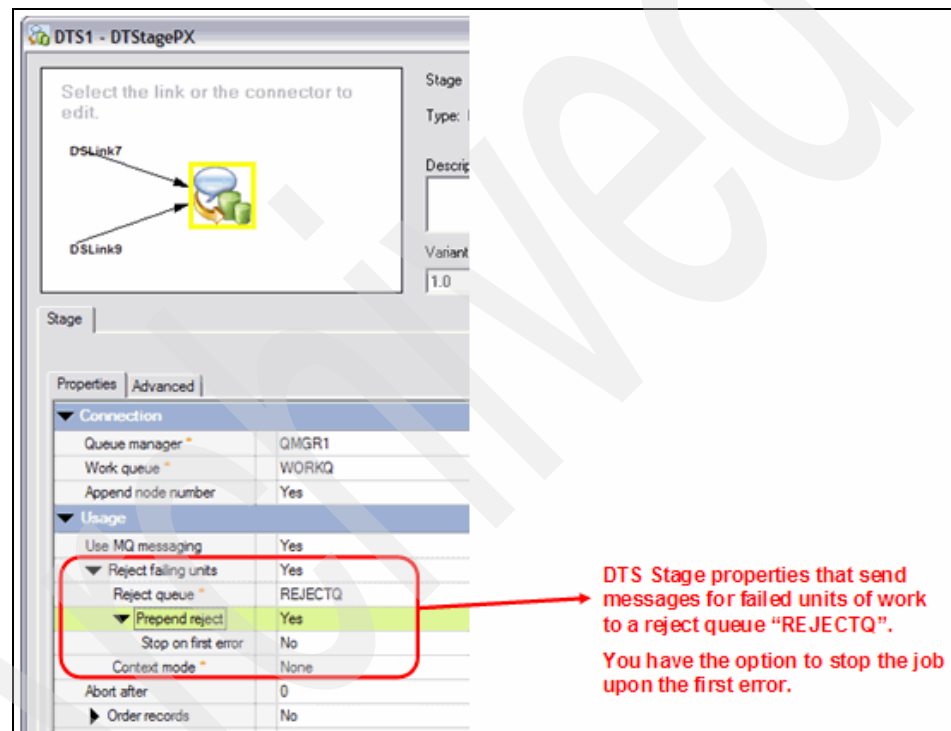 DTS1 - DTStagePX
Select the link or the connector to
edit.
DSLink7
DSLink9
Stage
Type:
Descrip
Variant
1.0
Stage
Properties
Advanced
Connection
Queue manager * QMGR1
Work queue * WORKQ
Append node number Yes
Usage
Use MQ messaging Yes
Reject failing units Yes
Reject queue * REJECTQ
Prepend reject Yes
Stop on first error No
Context mode * None
Abort after 0
Order records No
DTS Stage properties that send
messages for failed units of work
to a reject queue “REJECTQ”.
You have the option to stop the job
upon the first error.